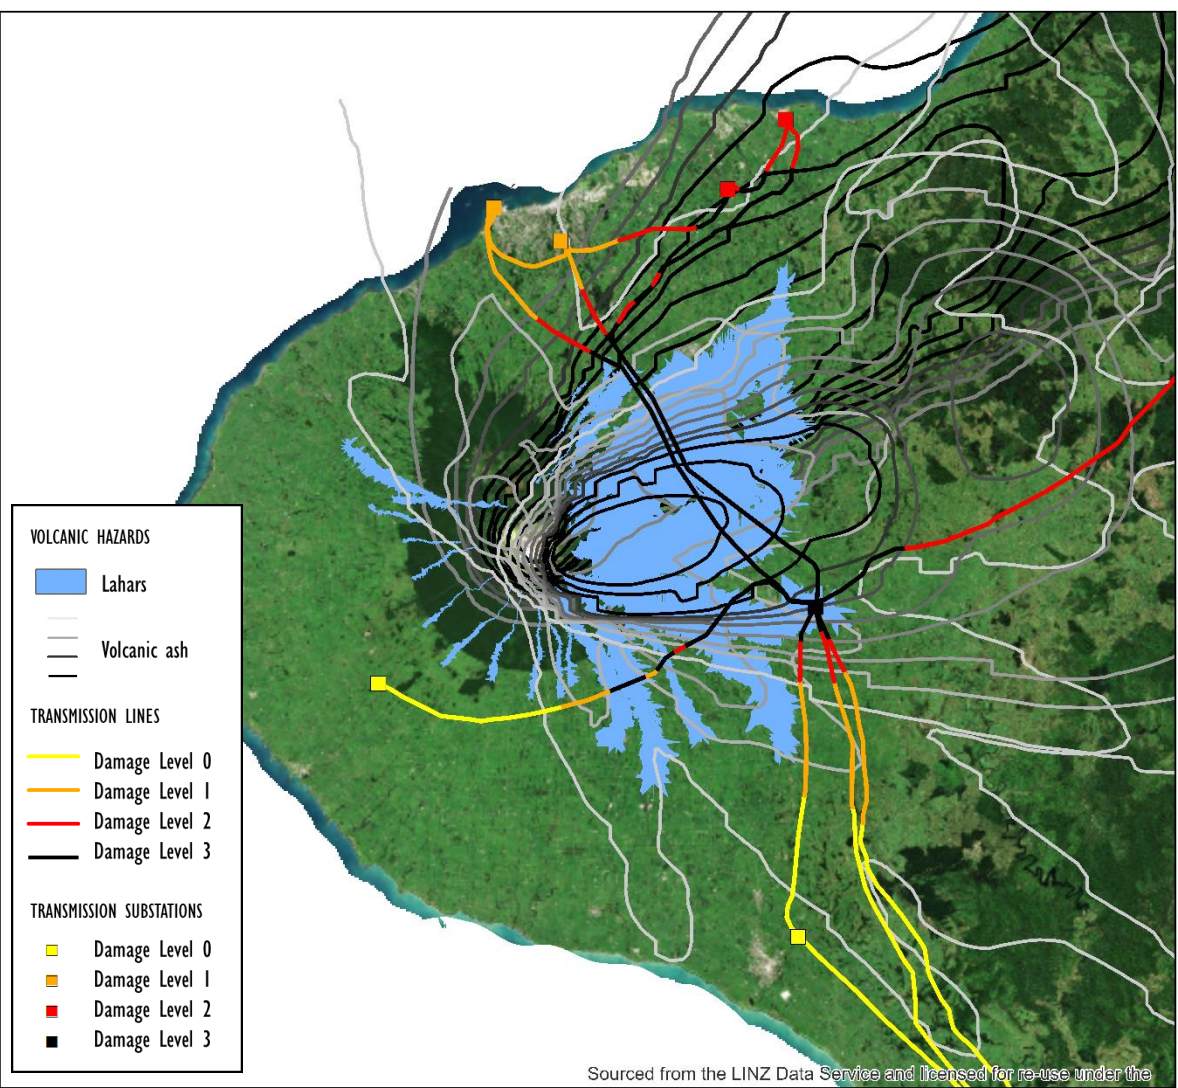 VOLCANIC HAZARDS
Lahars
Volcanic ash
TRANSMISSION LINES
Damage Level 0
Damage Level 1
Damage Level 2
Damage Level 3
TRANSMISSION SUBSTATIONS
Damage Level 0
Damage Level 1
Damage Level 2
Damage Level 3
Sourced from the LINZ Data Service and licensed for re-use under the